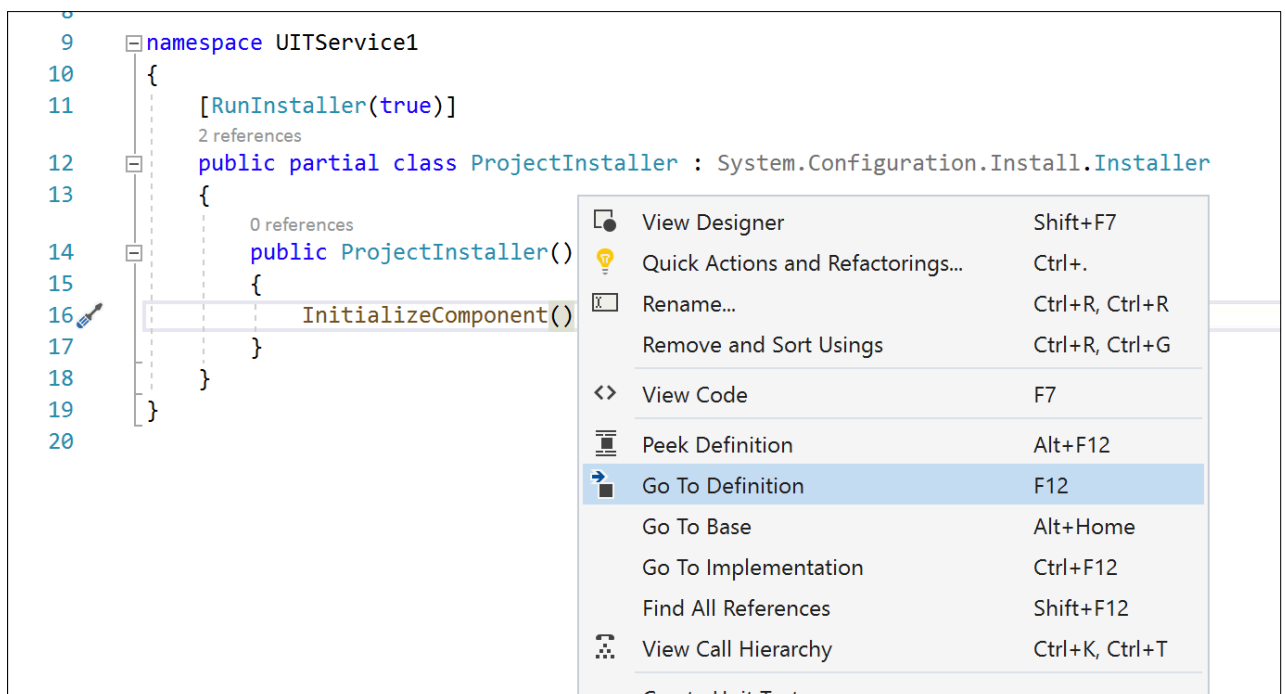 8
9 namespace UITService1
10 {
11 [RunInstaller(true)]
2 references
12 public partial class ProjectInstaller : System.Configuration.Install.Installer
13 {
0 references
14 public ProjectInstaller()
15 {
16 InitializeComponent()
17 }
18 }
19 }
20
View Designer Shift+F7
Quick Actions and Refactorings... Ctrl+.
Rename... Ctrl+R, Ctrl+R
Remove and Sort Usings Ctrl+R, Ctrl+G
View Code F7
Peek Definition Alt+F12
Go To Definition F12
Go To Base Alt+Home
Go To Implementation Ctrl+F12
Find All References Shift+F12
View Call Hierarchy Ctrl+K, Ctrl+T